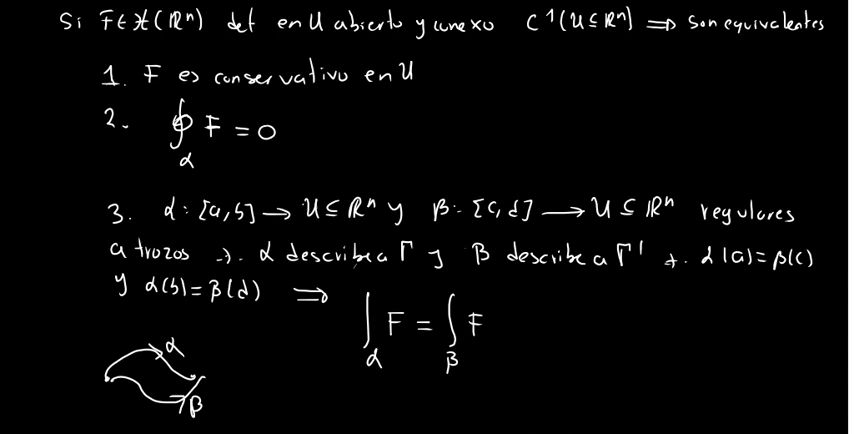 Si F ∈ 𝔛(ℝⁿ) def en U abierto y conexo C¹(U ⊆ ℝⁿ) ⟹ son equivalentes
1. F es conservativo en U
2. ∮_α F = 0
3. α: [a,b] → U ⊆ ℝⁿ y β: [c,d] → U ⊆ ℝⁿ regulares
a trozos →. α describe a Γ y β describe a Γ' t. α(a) = β(c)
y α(b) = β(d) ⟹ ∫_α F = ∫_β F
α
β